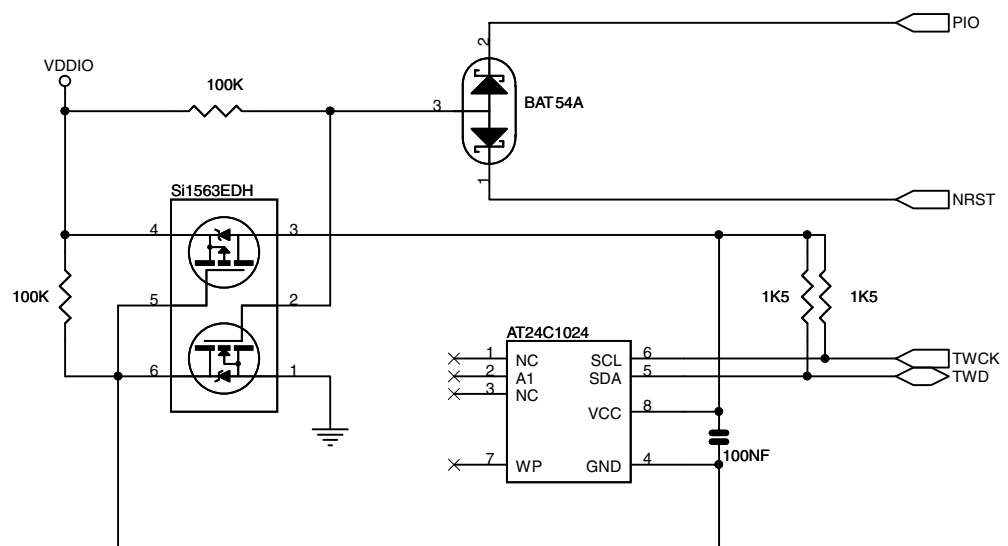 PIO
2
VDDIO
100K
3
BAT54A
1
Si1563EDH
NRST
4
3
100K
5
2
1K5
1K5
AT24C1024
1
NC
SCL
6
TWCK
6
1
2
A1
SDA
5
TWD
3
NC
VCC
8
100NF
7
WP
GND
4